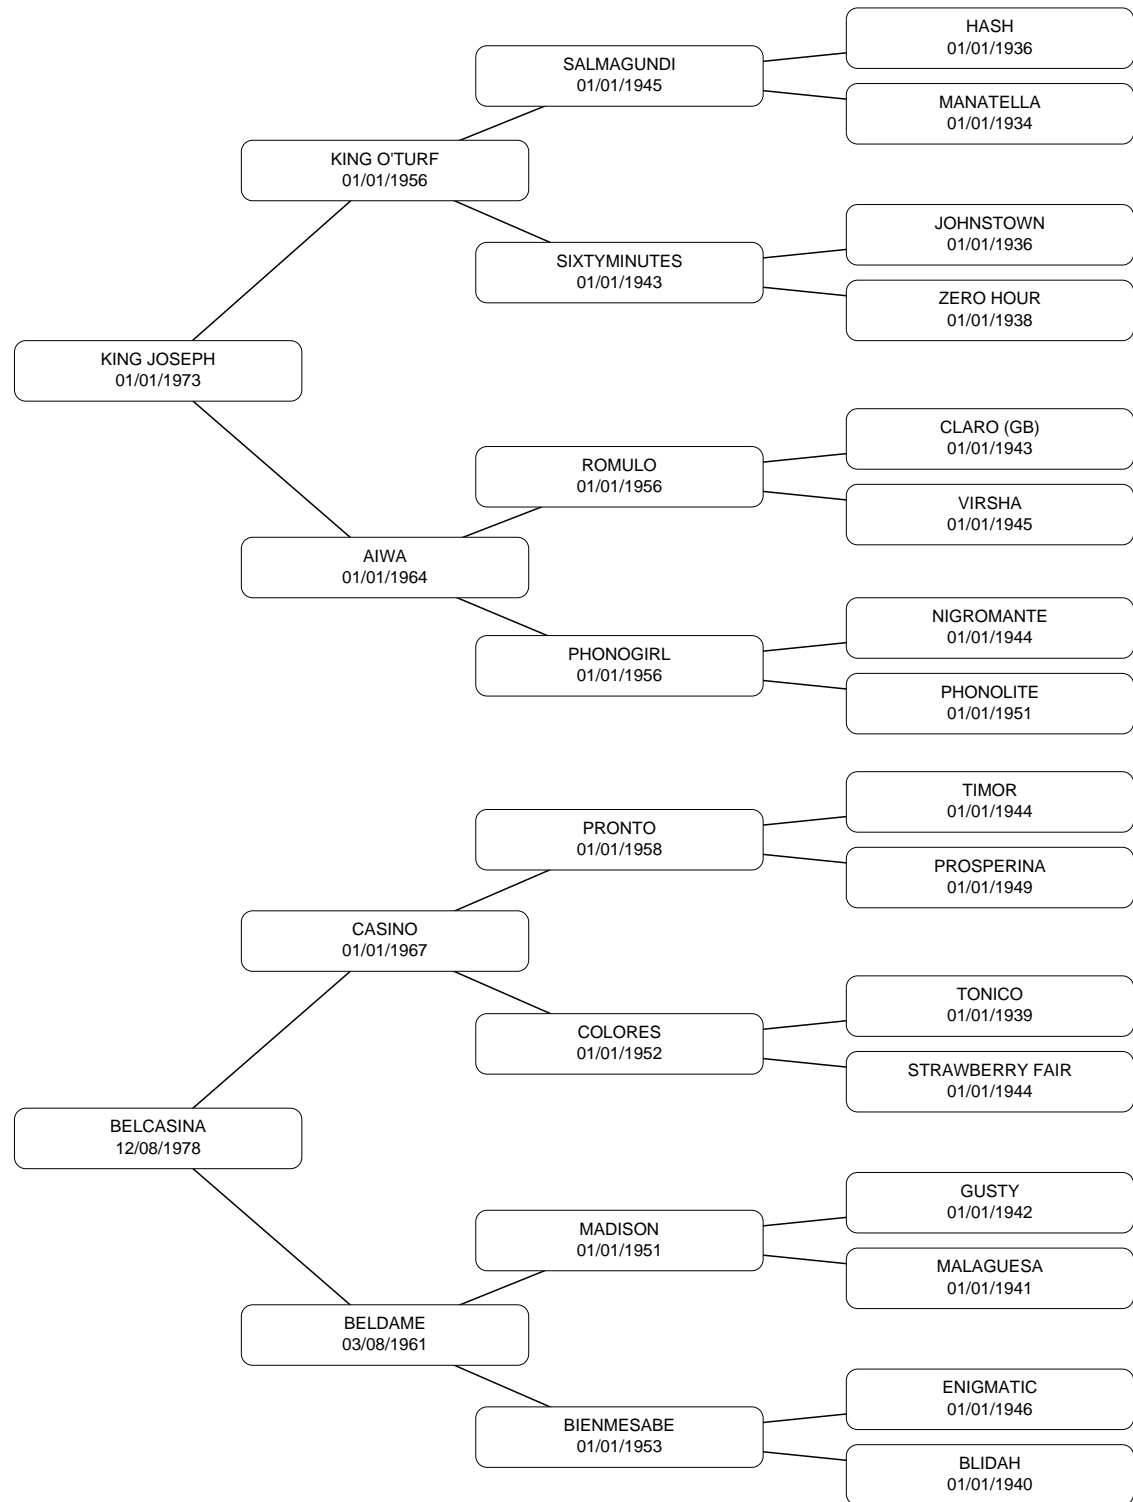 HASH
01/01/1936
SALMAGUNDI
01/01/1945
MANATELLA
01/01/1934
KING O'TURF
01/01/1956
JOHNSTOWN
01/01/1936
SIXTYMINUTES
01/01/1943
ZERO HOUR
01/01/1938
KING JOSEPH
01/01/1973
CLARO (GB)
01/01/1943
ROMULO
01/01/1956
VIRSHA
01/01/1945
AIWA
01/01/1964
NIGROMANTE
01/01/1944
PHONOGIRL
01/01/1956
PHONOLITE
01/01/1951
TIMOR
01/01/1944
PRONTO
01/01/1958
PROSPERINA
01/01/1949
CASINO
01/01/1967
TONICO
01/01/1939
COLORES
01/01/1952
STRAWBERRY FAIR
01/01/1944
BELCASINA
12/08/1978
GUSTY
01/01/1942
MADISON
01/01/1951
MALAGUESA
01/01/1941
BELDAME
03/08/1961
ENIGMATIC
01/01/1946
BIENMESABE
01/01/1953
BLIDAH
01/01/1940